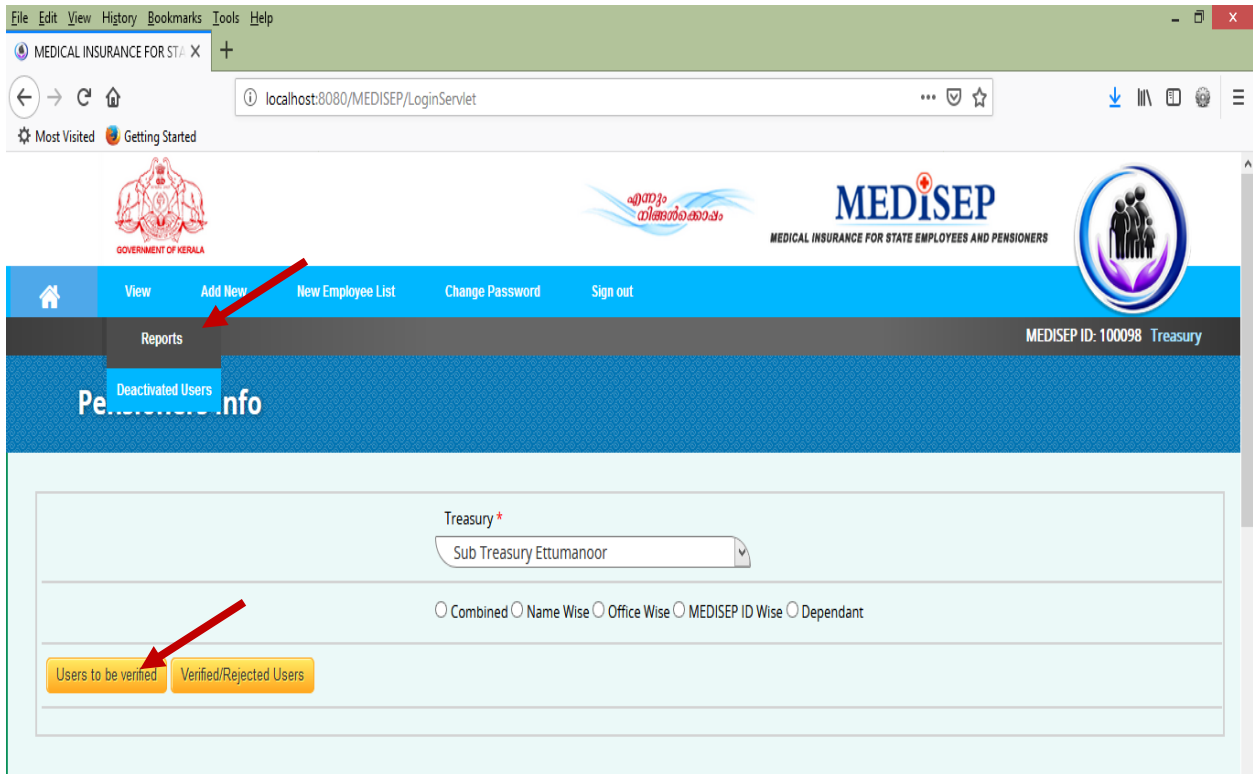 File Edit View History Bookmarks Tools Help
MEDICAL INSURANCE FOR STA
localhost:8080/MEDISEP/LoginServlet
Most Visited Getting Started
GOVERNMENT OF KERALA
എന്നും
നിങ്ങൾക്കൊപ്പം
MEDiSEP
MEDICAL INSURANCE FOR STATE EMPLOYEES AND PENSIONERS
View Add New New Employee List Change Password Sign out
Reports
MEDISEP ID: 100098 Treasury
Deactivated Users
Pensioners Info
Treasury *
Sub Treasury Ettumanoor
Combined Name Wise Office Wise MEDISEP ID Wise Dependant
Users to be verified Verified/Rejected Users